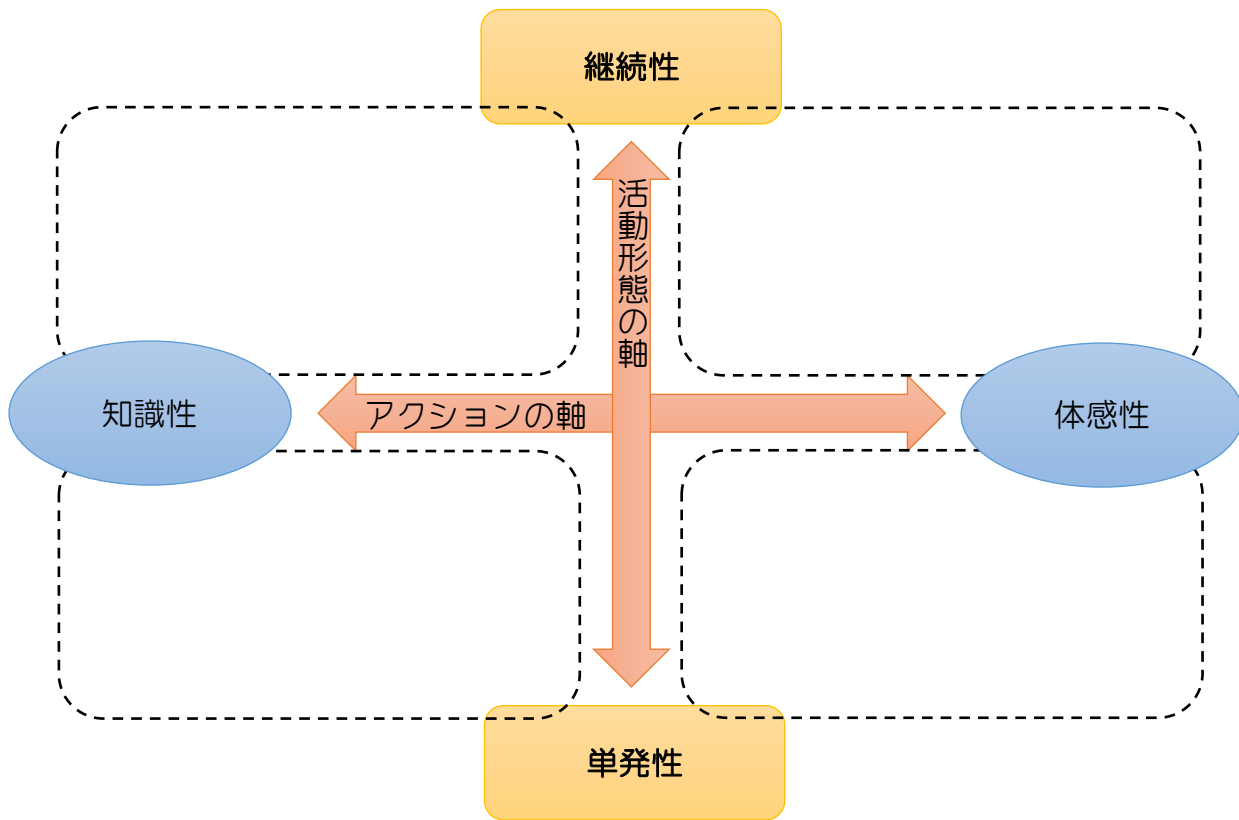 継続性
活動形態の軸
知識性
アクションの軸
体感性
単発性